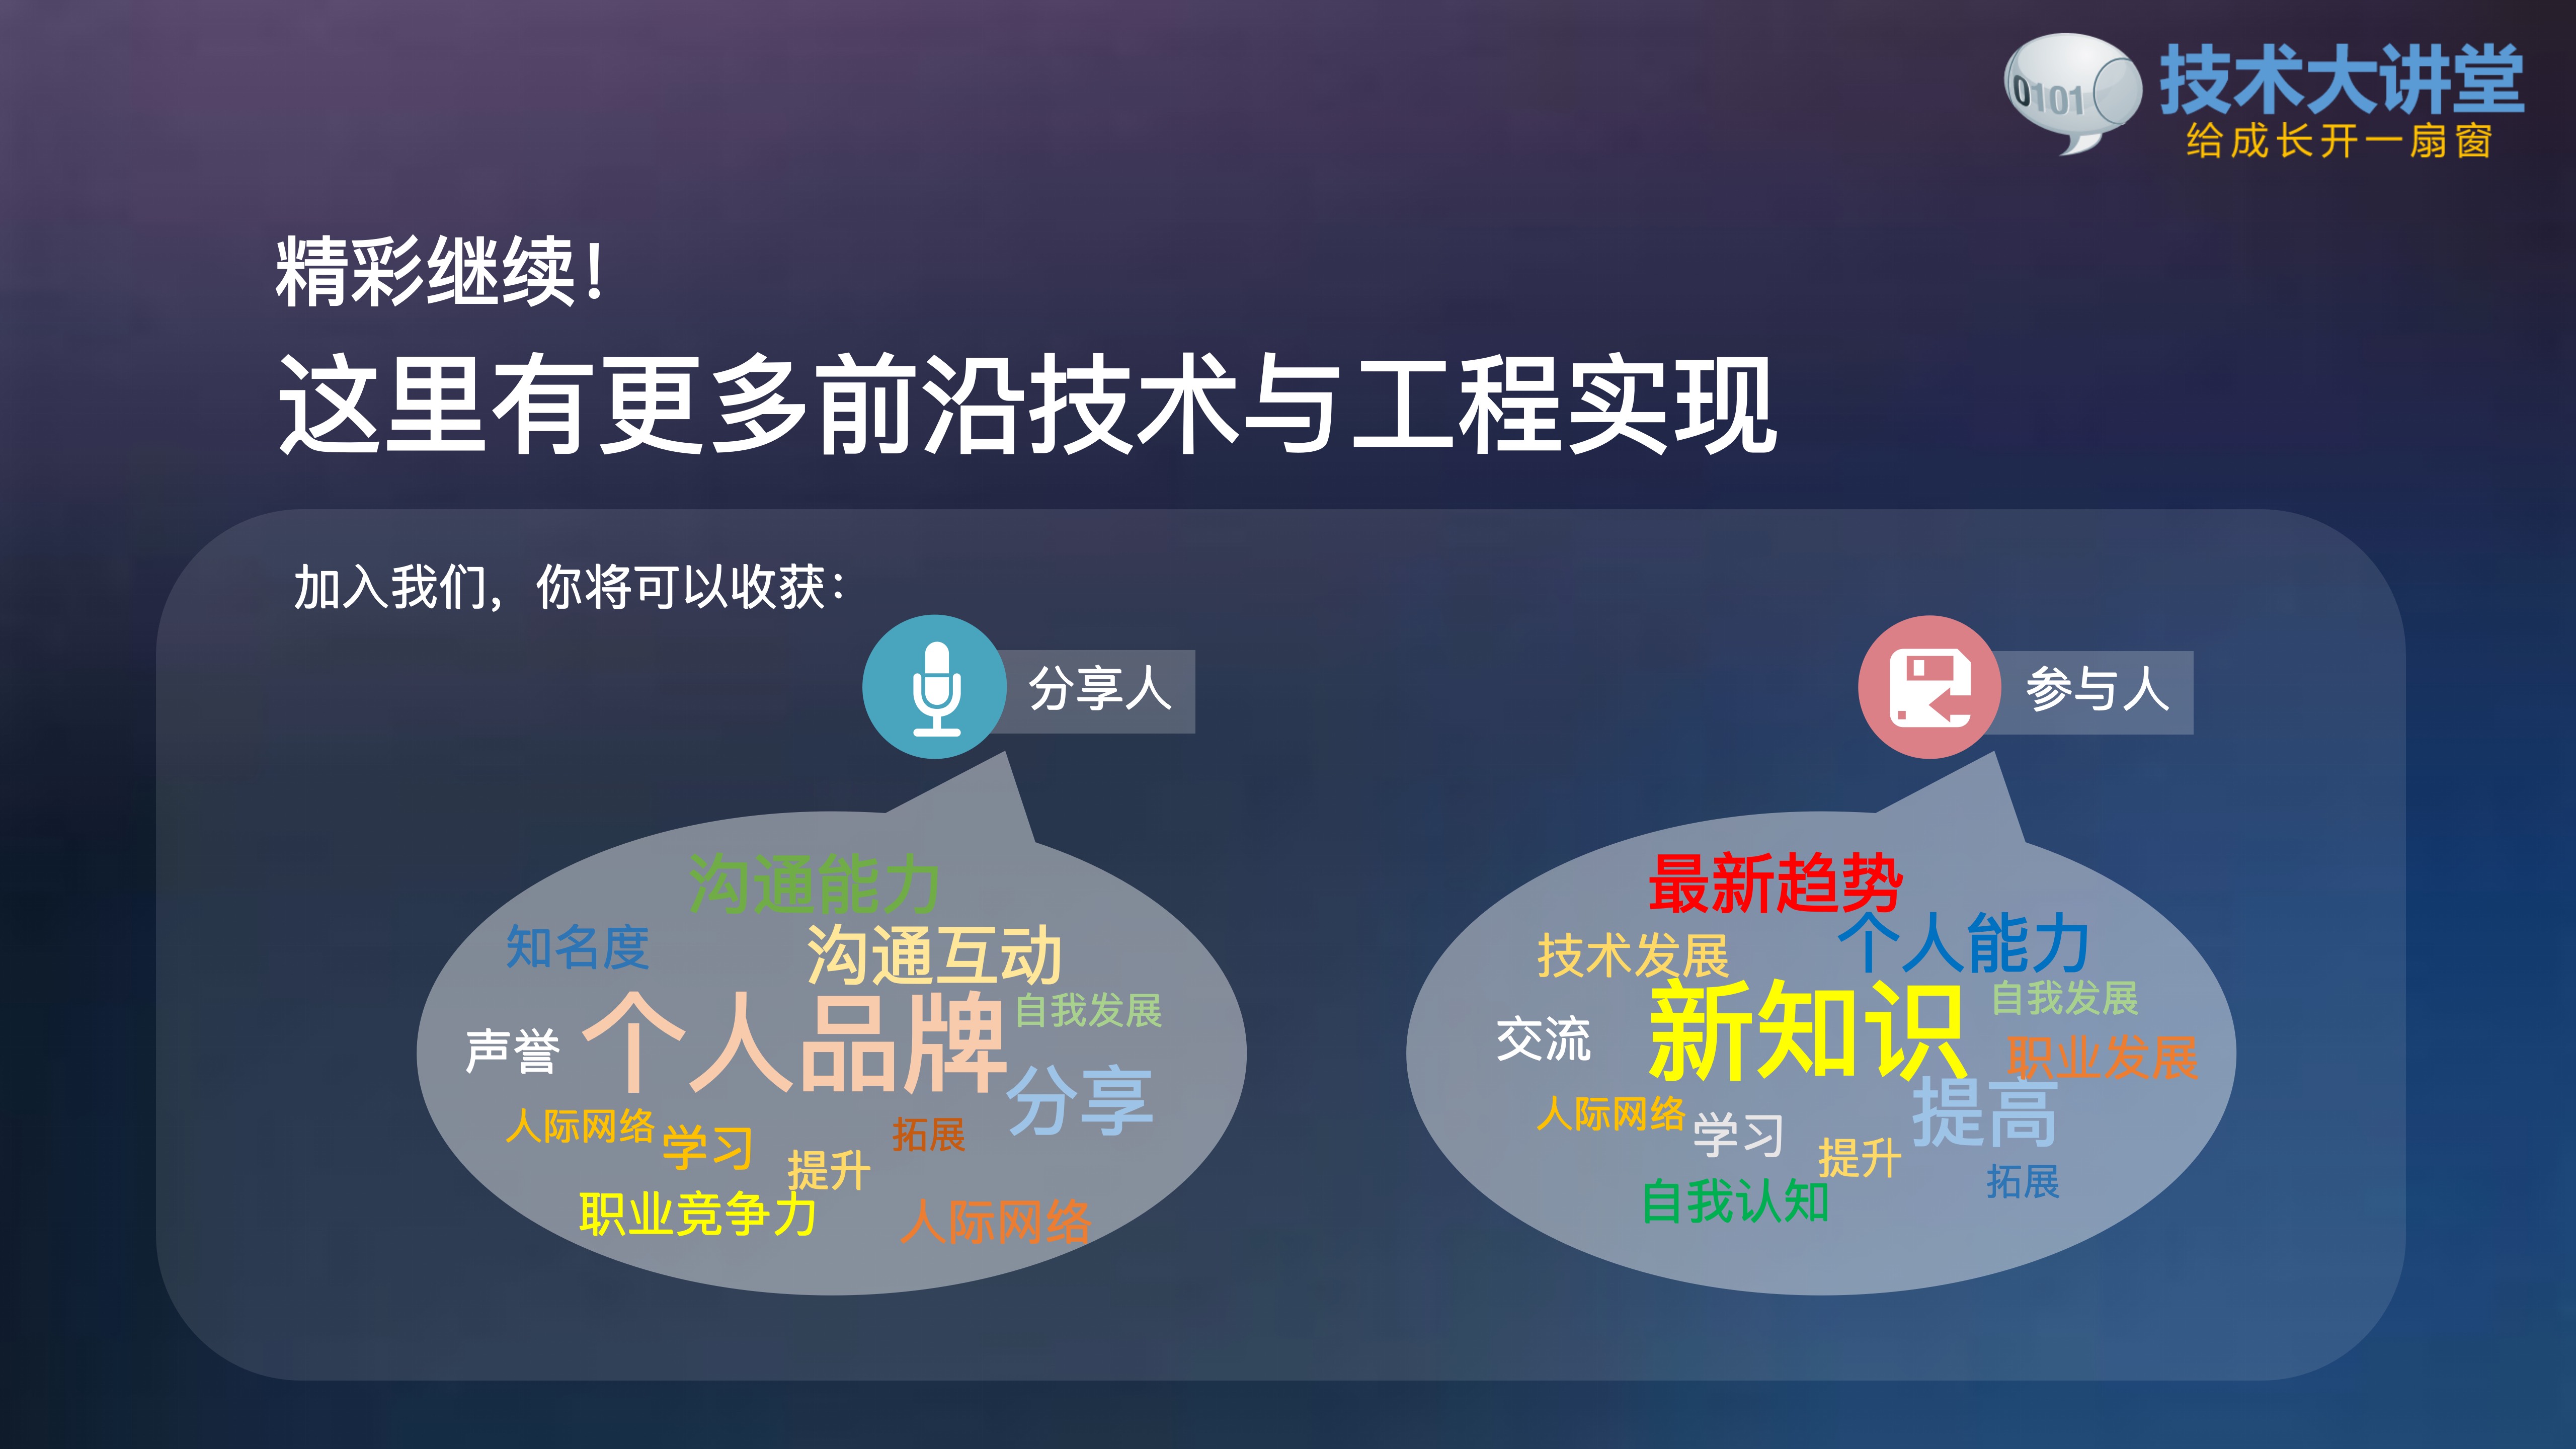 0101
技术大讲堂
给成长开一扇窗
精彩继续！
这里有更多前沿技术与工程实现
加入我们，你将可以收获：
分享人
沟通能力
知名度
沟通互动
个人品牌
自我发展
声誉
分享
人际网络
学习
拓展
提升
职业竞争力
人际网络
参与人
最新趋势
个人能力
技术发展
新知识
自我发展
交流
职业发展
提高
人际网络
学习
提升
拓展
自我认知